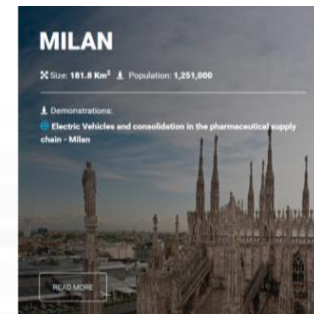 MILAN
Size: 181.8 Km² Population: 1,251,000
Demonstrations:
Electric Vehicles and consolidation in the pharmaceutical supply
chain - Milan
READ MORE